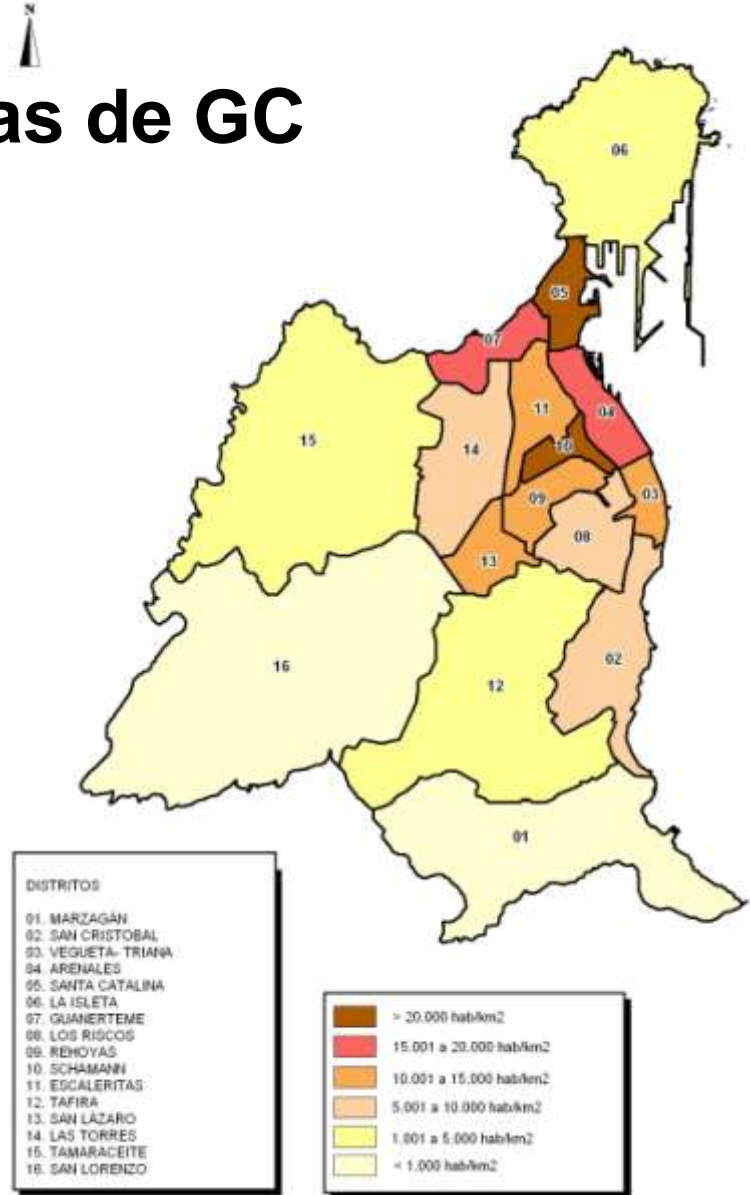 N
as de GC
06
05
07
04
11
15
14
10
03
09
08
13
02
16
12
01
DISTRITOS
01. MARZAGÁN
02. SAN CRISTOBAL
03. VEGUETA- TRIANA
04. ARENALES
05. SANTA CATALINA
06. LA ISLETA
07. GUANERTEME
08. LOS RISCOS
09. REHOYAS
10. SCHAMANN
11. ESCALERITAS
12. TAFIRA
13. SAN LÁZARO
14. LAS TORRES
15. TAMARACEITE
16. SAN LORENZO
> 20.000 hab/km2
15.001 a 20.000 hab/km2
10.001 a 15.000 hab/km2
5.001 a 10.000 hab/km2
1.001 a 5.000 hab/km2
< 1.000 hab/km2